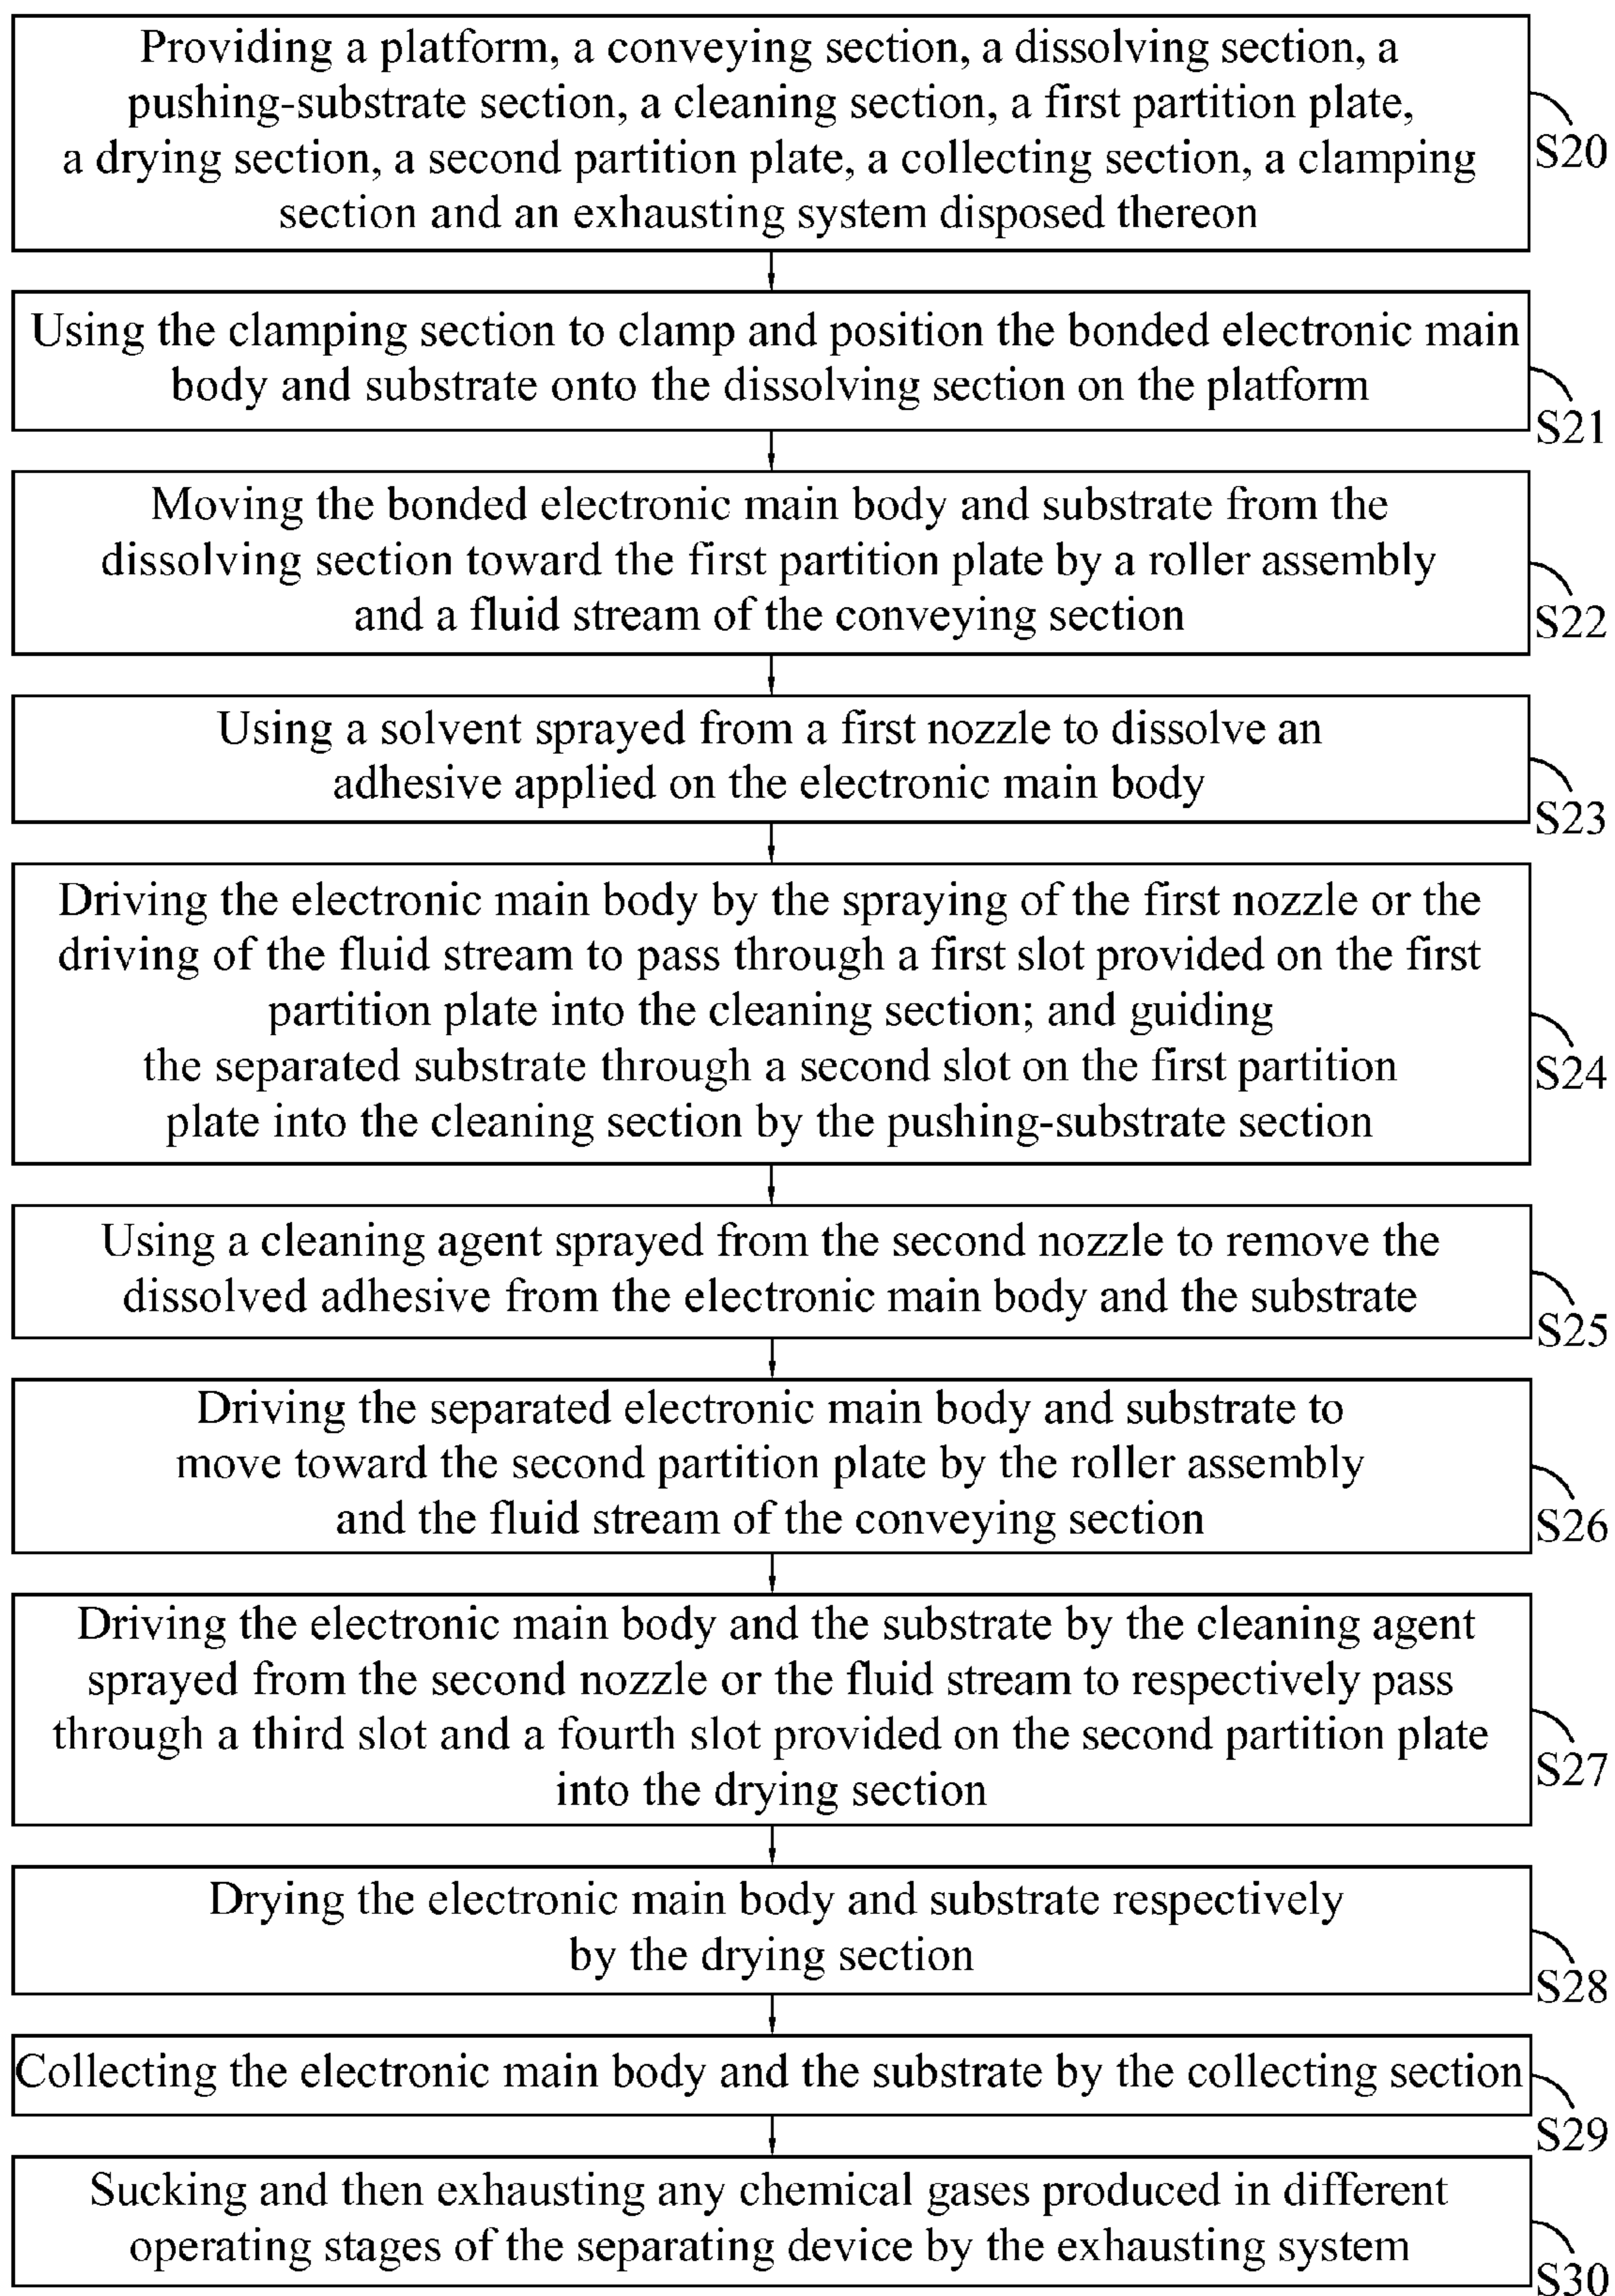 Providing a platform, a conveying section, a dissolving section, a
pushing-substrate section, a cleaning section, a first partition plate,
a drying section, a second partition plate, a collecting section, a clamping
section and an exhausting system disposed thereon
S20
Using the clamping section to clamp and position the bonded electronic main
body and substrate onto the dissolving section on the platform
S21
Moving the bonded electronic main body and substrate from the
dissolving section toward the first partition plate by a roller assembly
and a fluid stream of the conveying section
S22
Using a solvent sprayed from a first nozzle to dissolve an
adhesive applied on the electronic main body
S23
Driving the electronic main body by the spraying of the first nozzle or the
driving of the fluid stream to pass through a first slot provided on the first
partition plate into the cleaning section; and guiding
the separated substrate through a second slot on the first partition
plate into the cleaning section by the pushing-substrate section
S24
Using a cleaning agent sprayed from the second nozzle to remove the
dissolved adhesive from the electronic main body and the substrate
S25
Driving the separated electronic main body and substrate to
move toward the second partition plate by the roller assembly
and the fluid stream of the conveying section
S26
Driving the electronic main body and the substrate by the cleaning agent
sprayed from the second nozzle or the fluid stream to respectively pass
through a third slot and a fourth slot provided on the second partition plate
into the drying section
S27
Drying the electronic main body and substrate respectively
by the drying section
S28
Collecting the electronic main body and the substrate by the collecting section
S29
Sucking and then exhausting any chemical gases produced in different
operating stages of the separating device by the exhausting system
S30